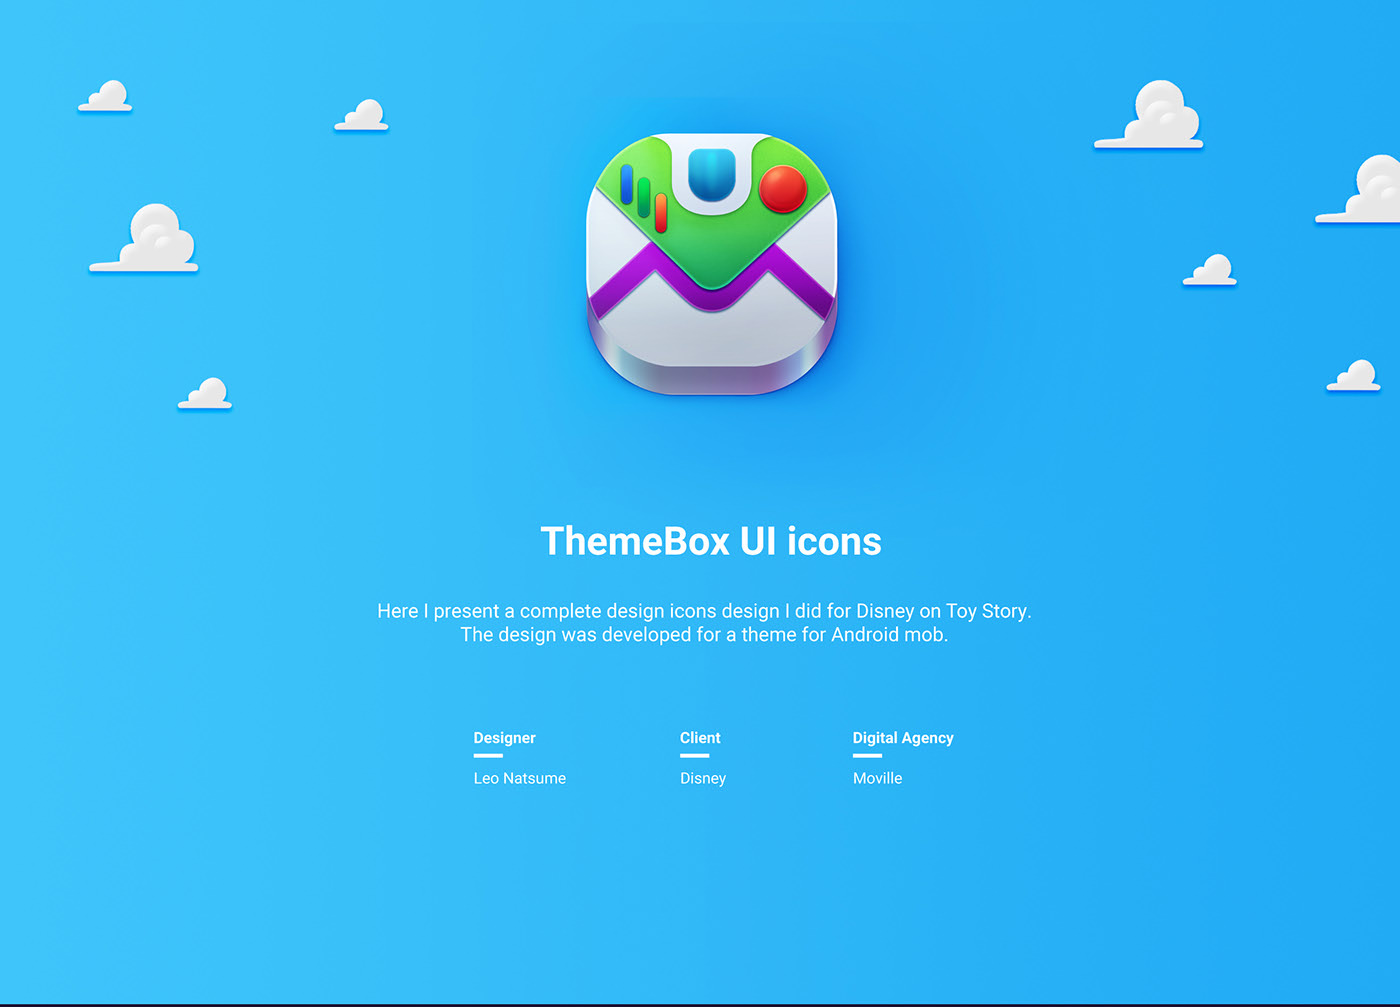 ThemeBox UI icons
Here I present a complete design icons design I did for Disney on Toy Story.
The design was developed for a theme for Android mob.
Designer
Leo Natsume
Client
Disney
Digital Agency
Moville